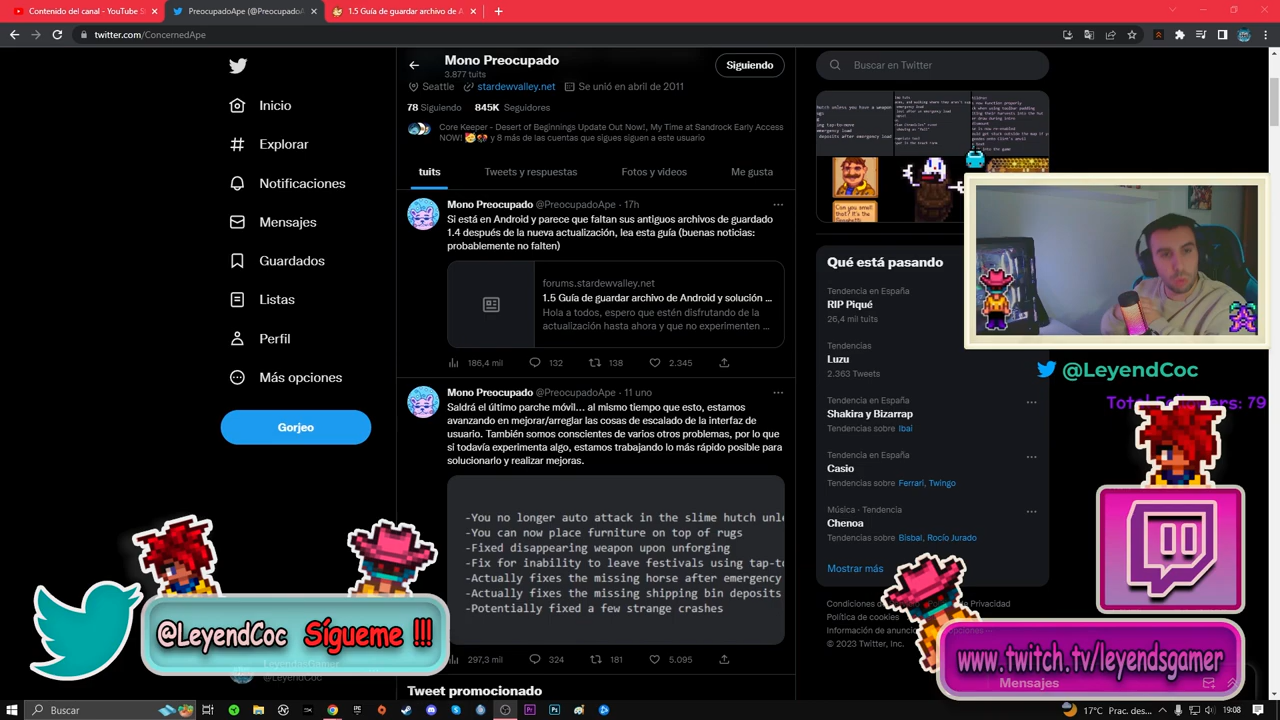 Contenido del canal - YouTube S
PreocupadoApe (@PreocupadoA
1.5 Guía de guardar archivo de A
twitter.com/ConcernedApe
Mono Preocupado
3.877 tuits
Siguiendo
Seattle
stardewvalley.net
Se unió en abril de 2011
78 Siguiendo
845K Seguidores
Core Keeper - Desert of Beginnings Update Out Now!, My Time at Sandrock Early Access
NOW! y 8 más de las cuentas que sigues siguen a este usuario
tuits
Tweets y respuestas
Fotos y videos
Me gusta
Inicio
Explorar
Notificaciones
Mensajes
Guardados
Listas
Perfil
Más opciones
Gorjeo
Mono Preocupado @PreocupadoApe · 17h
Si está en Android y parece que faltan sus antiguos archivos de guardado
1.4 después de la nueva actualización, lea esta guía (buenas noticias:
probablemente no falten)
forums.stardewvalley.net
1.5 Guía de guardar archivo de Android y solución ...
Hola a todos, espero que estén disfrutando de la
actualización hasta ahora y que no experimenten ...
186,4 mil
132
138
2.345
Mono Preocupado @PreocupadoApe · 11 uno
Saldrá el último parche móvil... al mismo tiempo que esto, estamos
avanzando en mejorar/arreglar las cosas de escalado de la interfaz de
usuario. También somos conscientes de varios otros problemas, por lo que
si todavía experimenta algo, estamos trabajando lo más rápido posible para
solucionarlo y realizar mejoras.
-You no longer auto attack in the slime hutch unle
-You can now place furniture on top of rugs
-Fixed disappearing weapon upon unforging
-Fix for inability to leave festivals using tap-to
-Actually fixes the missing horse after emergency
-Actually fixes the missing shipping bin deposits
-Potentially fixed a few strange crashes
297,3 mil
324
181
5.095
Tweet promocionado
Buscar en Twitter
Can you smell
that? It's the
Qué está pasando
Tendencia en España
RIP Piqué
26,4 mil tuits
Tendencias
Luzu
2.363 Tweets
Tendencia en España
Shakira y Bizarrap
Tendencias sobre Ibai
Tendencia en España
Casio
Tendencias sobre Ferrari, Twingo
Música · Tendencia
Chenoa
Tendencias sobre Bisbal, Rocío Jurado
Mostrar más
Política de cookies
© 2023 Twitter, Inc.
@LeyendCoc
Total Followers: 79
@LeyendCoc Sígueme !!!
@LeyendCoc
www.twitch.tv/leyendsgamer
Mensajes
Buscar
17°C Prac. des...
19:08